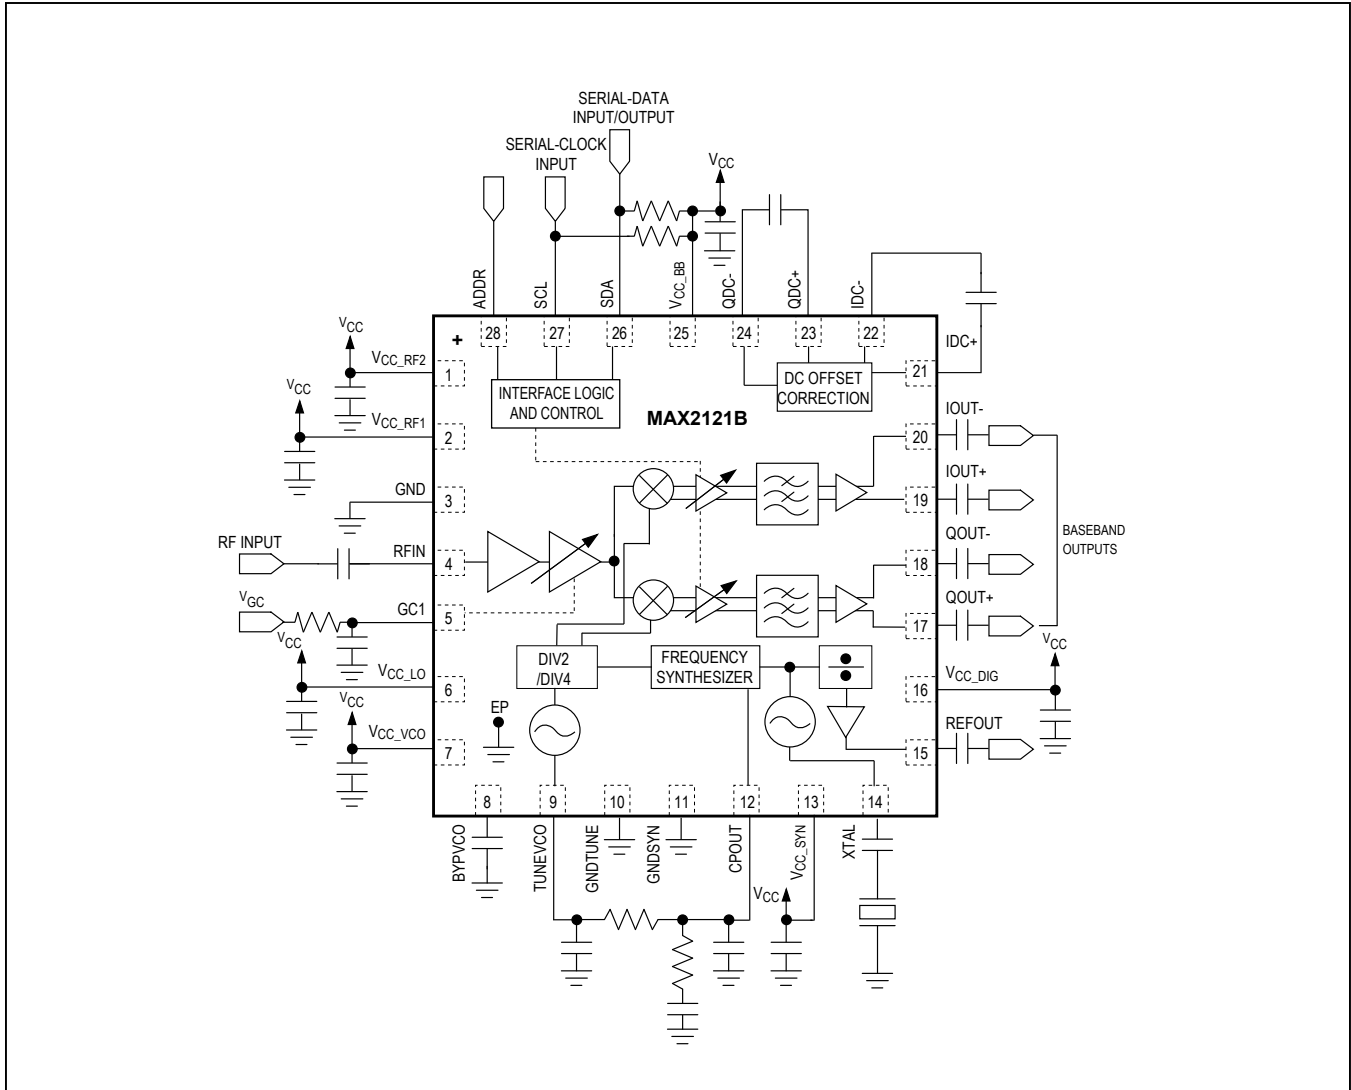 SERIAL-DATA
INPUT/OUTPUT
SERIAL-CLOCK
INPUT
VCC
ADDR
SCL
SDA
VCC_BB
QDC-
QDC+
IDC-
IDC+
+
28
27
26
25
24
23
22
VCC
VCC_RF2
1
21
INTERFACE LOGIC
AND CONTROL
DC OFFSET
CORRECTION
MAX2121B
VCC
VCC_RF1
2
20
IOUT-
GND
3
19
IOUT+
RF INPUT
RFIN
4
18
QOUT-
BASEBAND
OUTPUTS
VGC
GC1
5
17
QOUT+
VCC
VCC_LO
6
DIV2
/DIV4
FREQUENCY
SYNTHESIZER
16
VCC_DIG
VCC
VCC
VCC_VCO
7
EP
15
REFOUT
8
9
10
11
12
13
14
BYPVCO
TUNEVCO
GNDTUNE
GNDSYN
CPOUT
VCC_SYN
XTAL
VCC